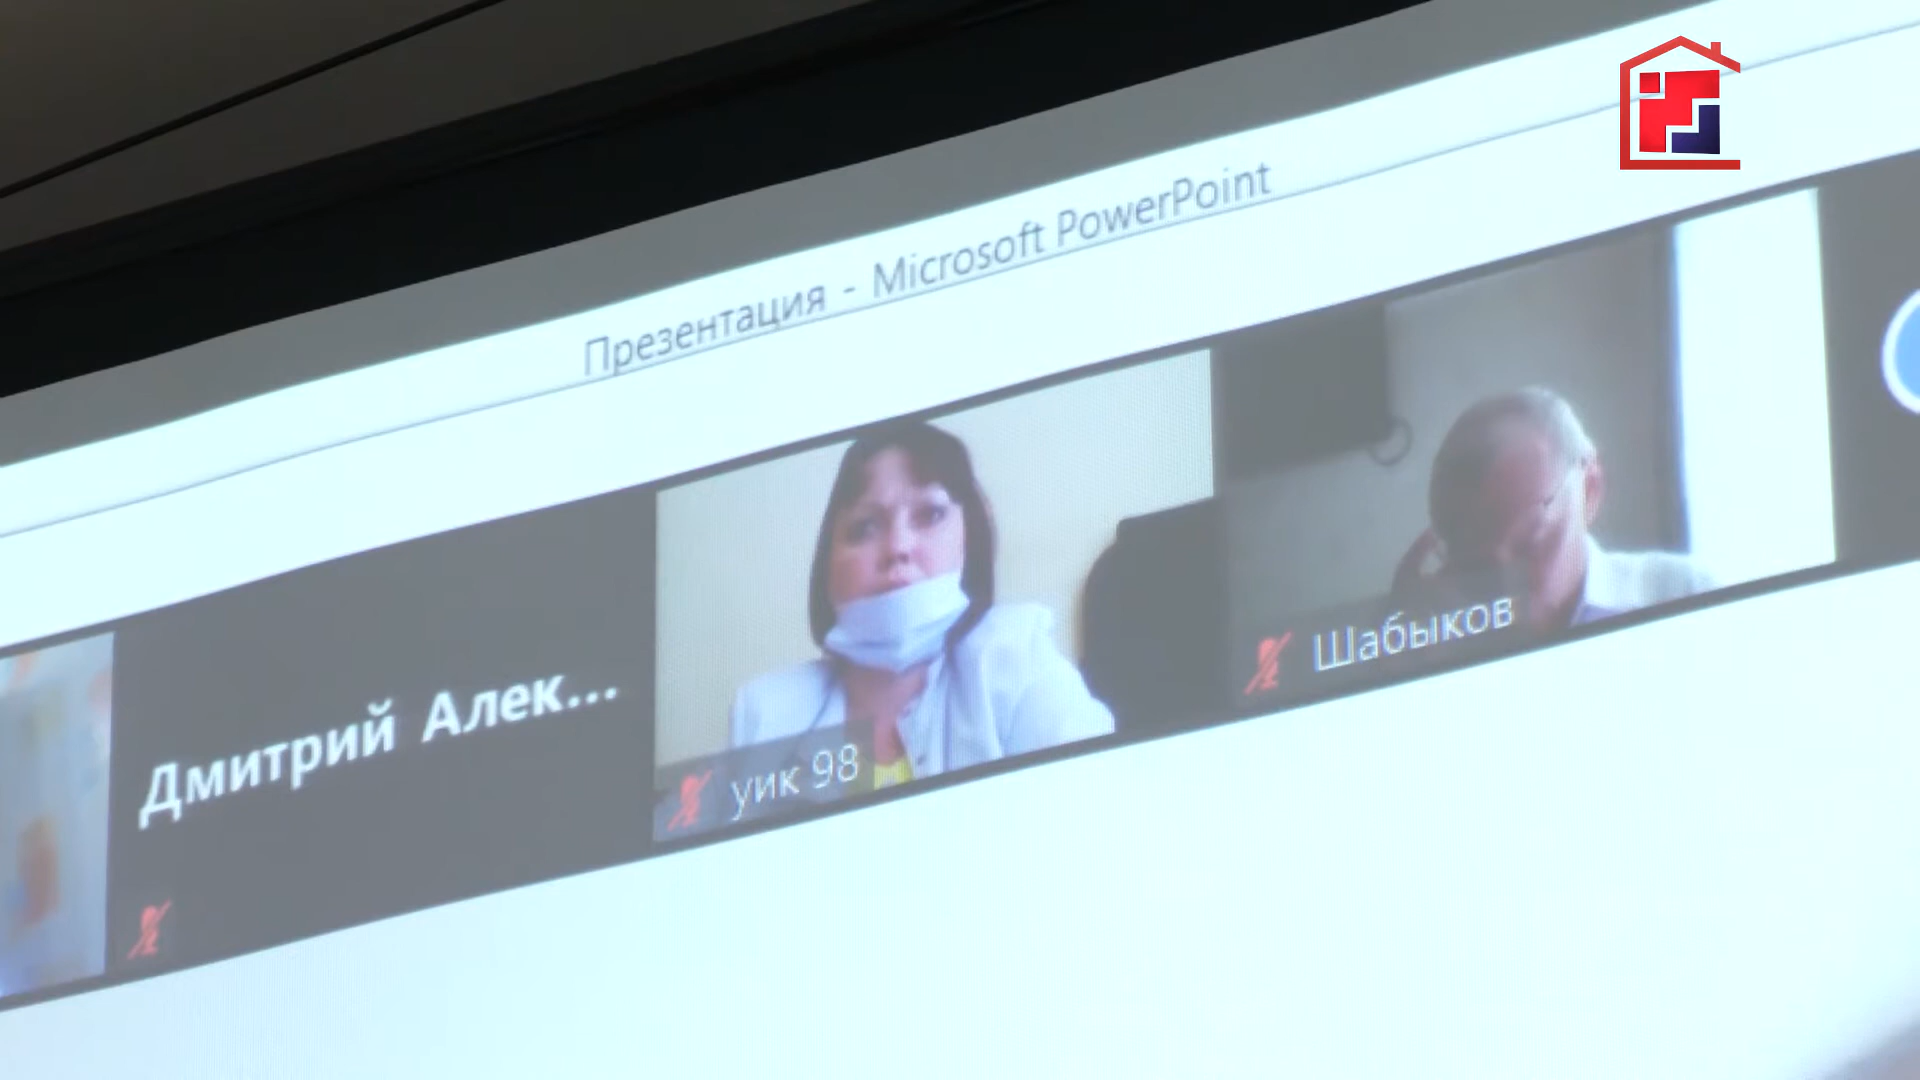 Презентация - Microsoft PowerPoint
Дмитрий Алек...
уик 98
Шабыков